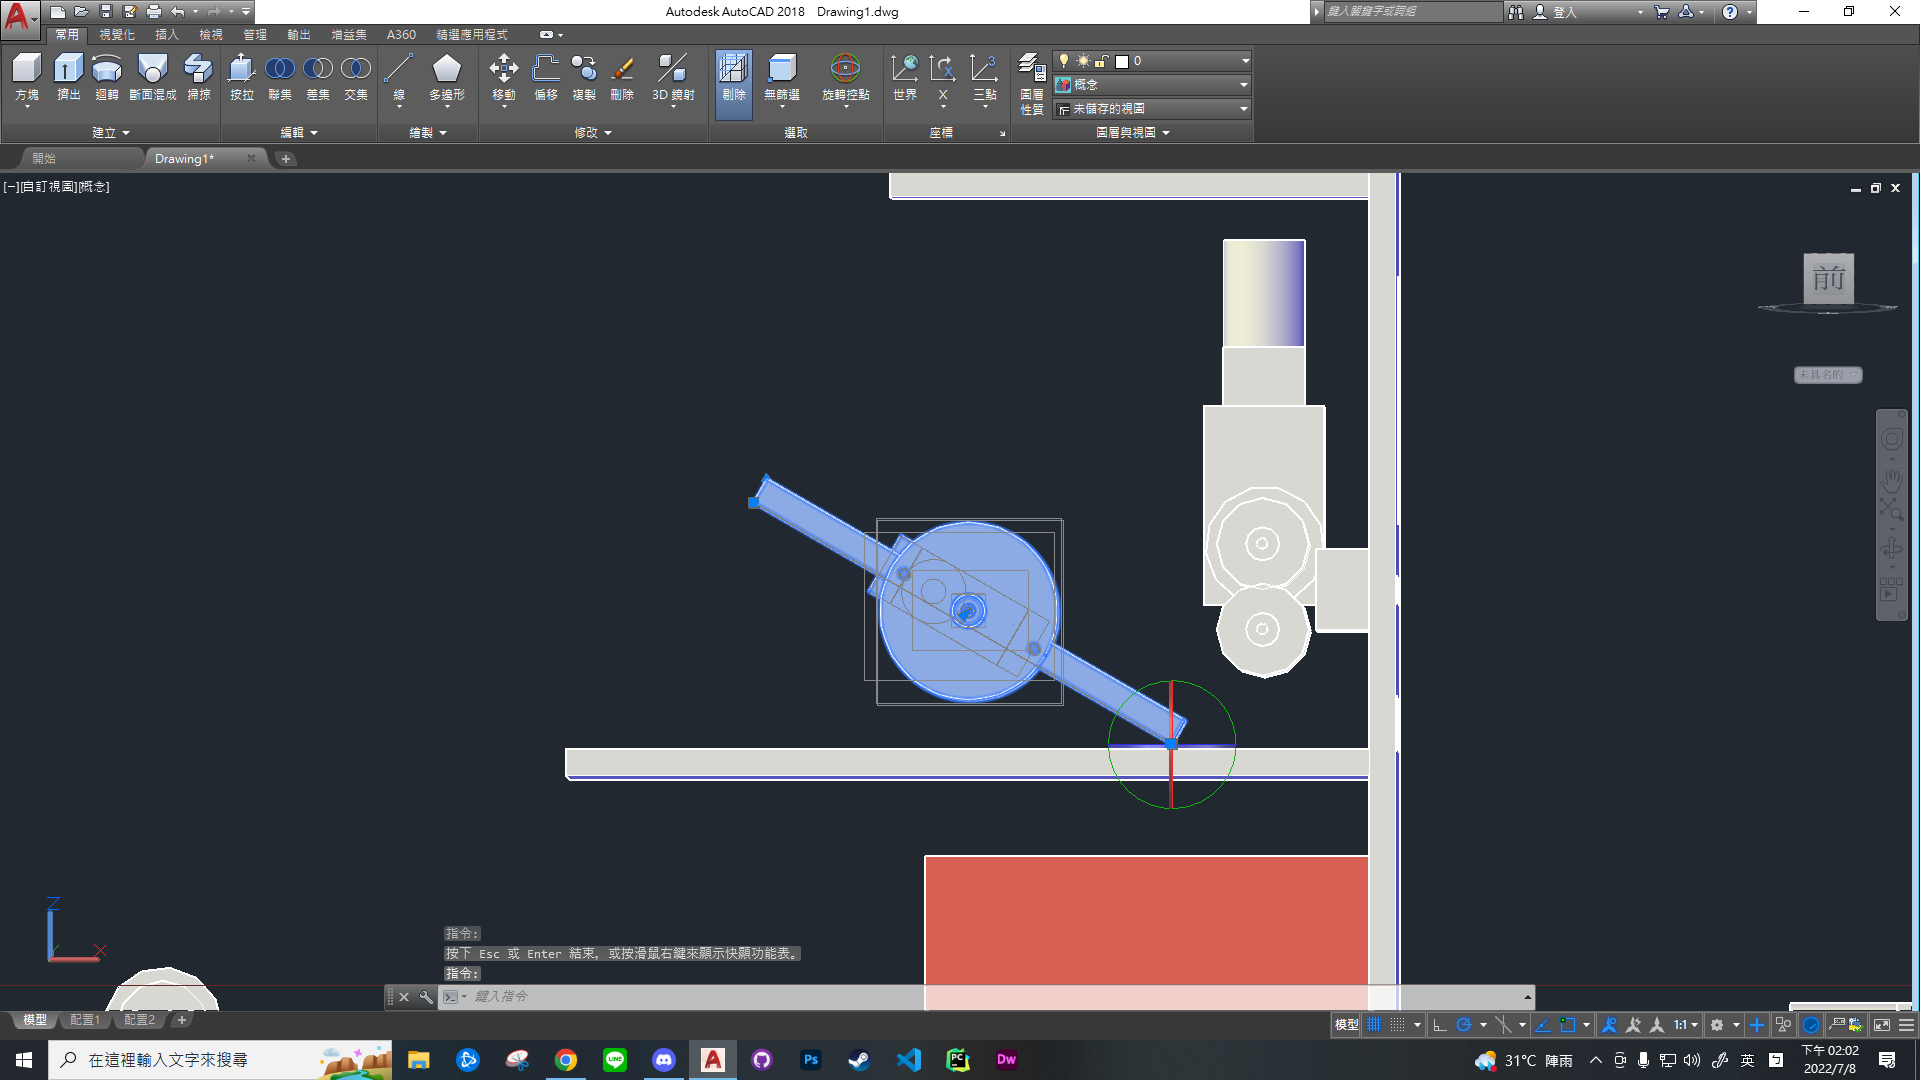 Autodesk AutoCAD 2018    Drawing1.dwg
鍵入關鍵字或詞組
登入
常用 視覺化 插入 檢視 管理 輸出 增益集 A360 精選應用程式
方塊 擠出 迴轉 斷面混成 掃掠 按拉 聯集 差集 交集 線 多邊形 移動 偏移 複製 刪除 3D 鏡射 剔除 無篩選 旋轉控點 世界 X 三點 圖層性質
0
概念
未儲存的視圖
建立 編輯 繪製 修改 選取 座標 圖層與視圖
開始 Drawing1*
[−][自訂視圖][概念]
前
未具名的
Z
X
指令:
按下 Esc 或 Enter 結束, 或按滑鼠右鍵來顯示快顯功能表。
指令:
鍵入指令
模型 配置1 配置2
模型 1:1
在這裡輸入文字來搜尋
LINE
A
Ps
PC
Dw
31°C 陣雨
英
下午 02:02
2022/7/8